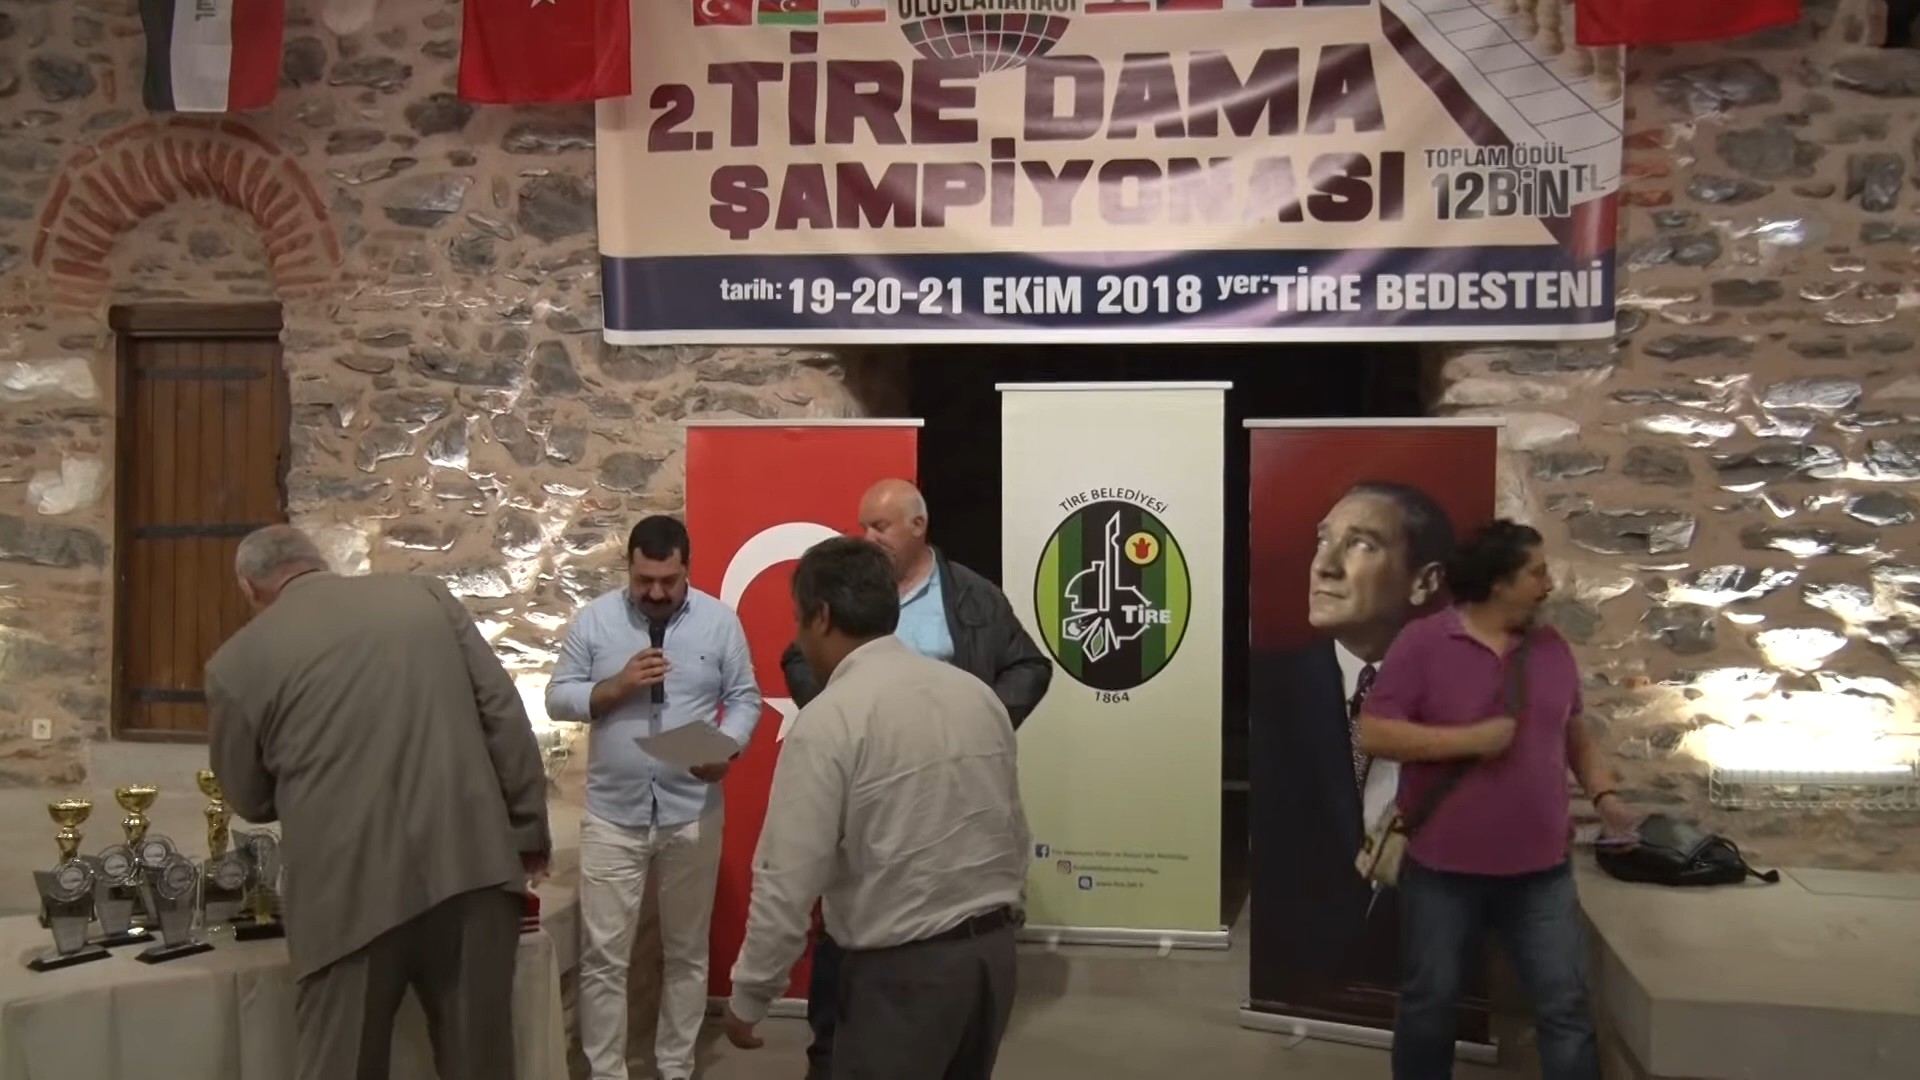 ULUSLARARASI
2. TİRE DAMA
ŞAMPİYONASI
TOPLAM ÖDÜL
12BİN TL
tarih: 19-20-21 EKİM 2018 yer: TİRE BEDESTENİ
TİRE BELEDİYESİ
TİRE
1864